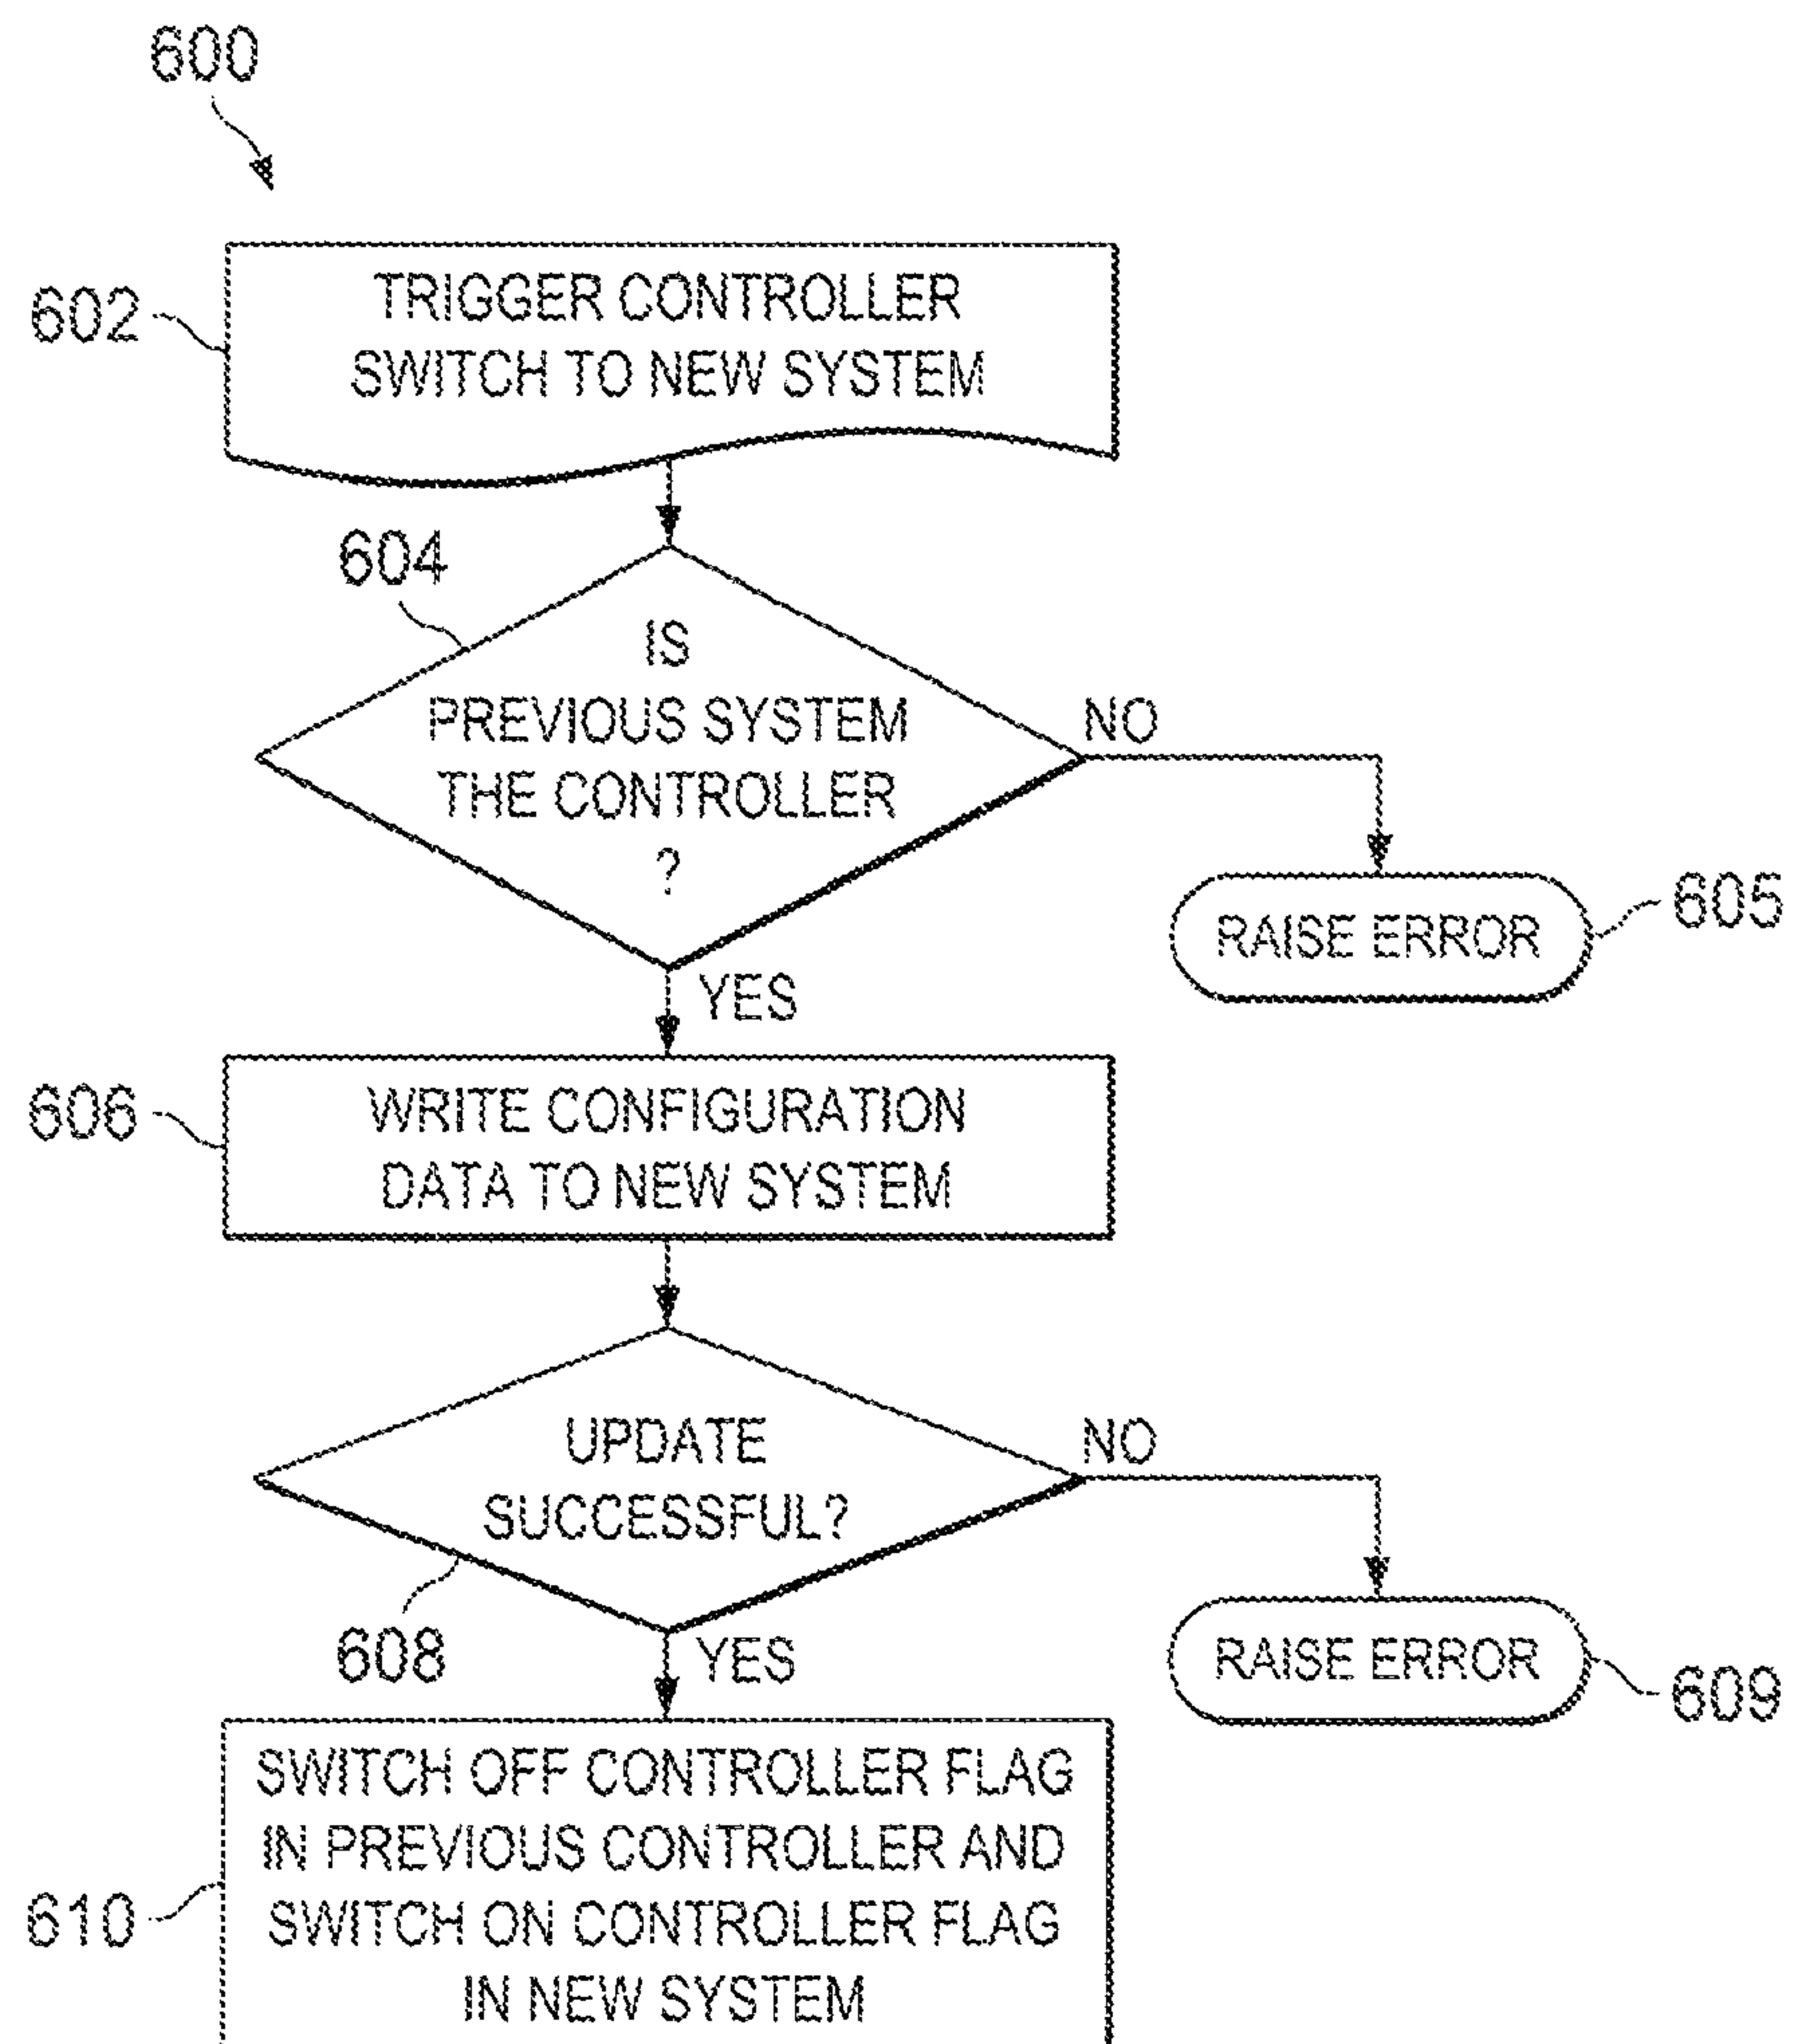 600
602
TRIGGER CONTROLLER
SWITCH TO NEW SYSTEM
604
IS
PREVIOUS SYSTEM
THE CONTROLLER
?
NO
605
RAISE ERROR
YES
606
WRITE CONFIGURATION
DATA TO NEW SYSTEM
UPDATE
SUCCESSFUL?
NO
608
YES
RAISE ERROR
609
610
SWITCH OFF CONTROLLER FLAG
IN PREVIOUS CONTROLLER AND
SWITCH ON CONTROLLER FLAG
IN NEW SYSTEM